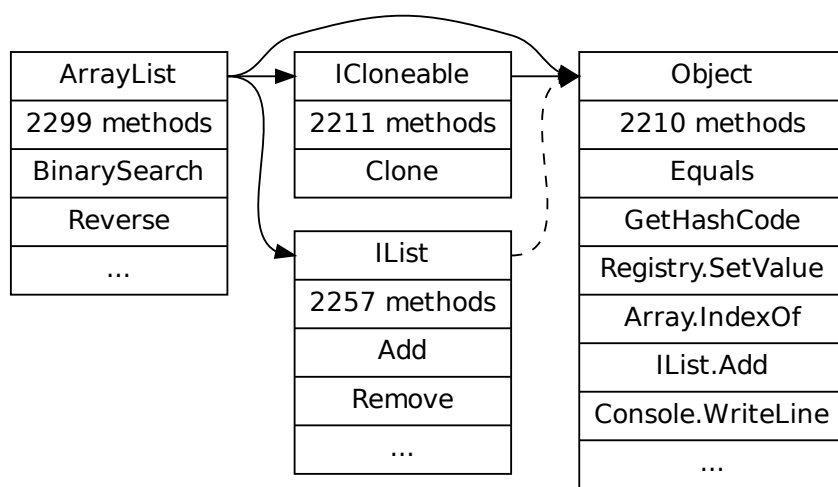 ArrayList
2299 methods
BinarySearch
Reverse
...
ICloneable
2211 methods
Clone
IList
2257 methods
Add
Remove
...
Object
2210 methods
Equals
GetHashCode
Registry.SetValue
Array.IndexOf
IList.Add
Console.WriteLine
...